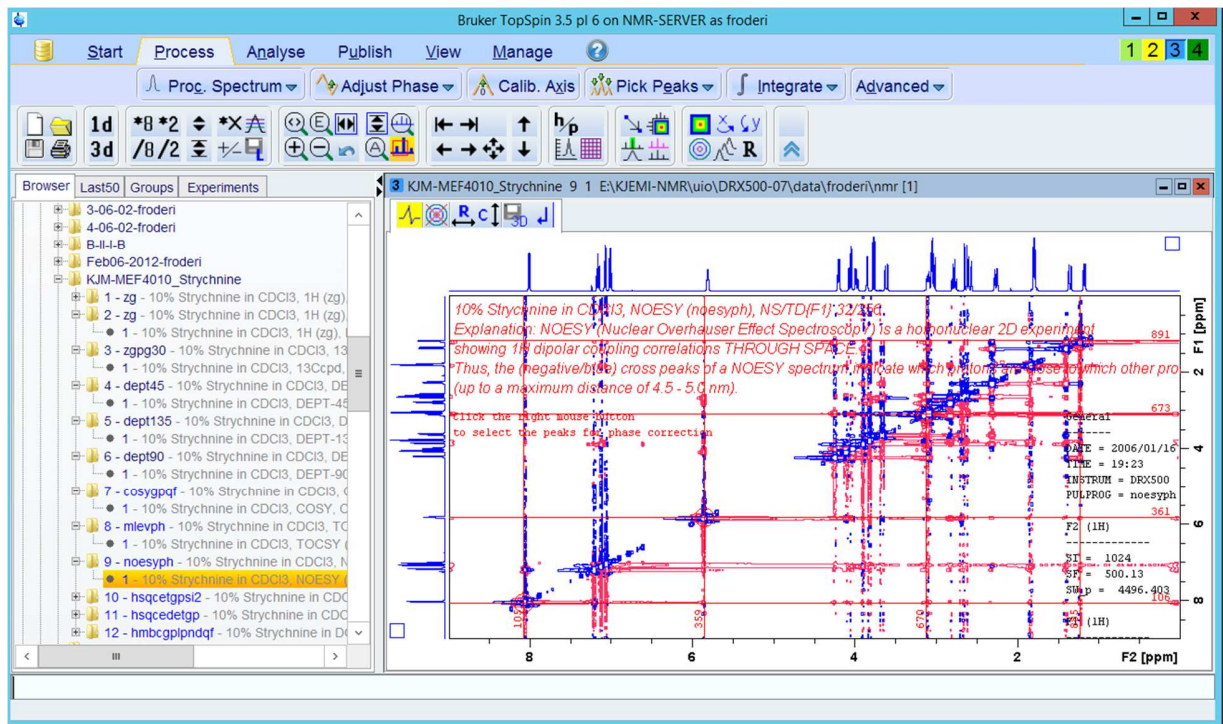 Bruker TopSpin 3.5 pl 6 on NMR-SERVER as froderi
Start Process Analyse Publish View Manage ?
1 2 3 4
Proc. Spectrum Adjust Phase Calib. Axis Pick Peaks Integrate Advanced
1d *8 *2 *X h/p
3d /8 /2 +/- R
Browser Last50 Groups Experiments
3-06-02-froderi
4-06-02-froderi
B-II-I-B
Feb06-2012-froderi
KJM-MEF4010_Strychnine
1 - zg - 10% Strychnine in CDCl3, 1H (zg),
2 - zg - 10% Strychnine in CDCl3, 1H (zg),
1 - 10% Strychnine in CDCl3, 1H (zg),
3 - zgpg30 - 10% Strychnine in CDCl3, 13
1 - 10% Strychnine in CDCl3, 13Ccpd,
4 - dept45 - 10% Strychnine in CDCl3, DE
1 - 10% Strychnine in CDCl3, DEPT-45
5 - dept135 - 10% Strychnine in CDCl3, D
1 - 10% Strychnine in CDCl3, DEPT-13
6 - dept90 - 10% Strychnine in CDCl3, DE
1 - 10% Strychnine in CDCl3, DEPT-90
7 - cosygpqf - 10% Strychnine in CDCl3, C
1 - 10% Strychnine in CDCl3, COSY, C
8 - mlevph - 10% Strychnine in CDCl3, TC
1 - 10% Strychnine in CDCl3, TOCSY (
9 - noesyph - 10% Strychnine in CDCl3, N
1 - 10% Strychnine in CDCl3, NOESY (
10 - hsqcetgpsi2 - 10% Strychnine in CDC
11 - hsqcedetgp - 10% Strychnine in CDC
12 - hmbcgplpndqf - 10% Strychnine in D
3 KJM-MEF4010_Strychnine 9 1 E:\KJEMI-NMR\uio\DRX500-07\data\froderi\nmr [1]
R C 3D
10% Strychnine in CDCl3, NOESY (noesyph), NS/TD{F1} 32/256.
Explanation: NOESY (Nuclear Overhauser Effect Spectroscopy) is a homonuclear 2D experiment
showing 1H dipolar coupling correlations THROUGH SPACE.
Thus, the (negative/blue) cross peaks of a NOESY spectrum indicate which protons are close to which other pro
(up to a maximum distance of 4.5 - 5.0 nm).
Click the right mouse button
to select the peaks for phase correction
891
673
361
106
General
DATE = 2006/01/16
TIME = 19:23
INSTRUM = DRX500
PULPROG = noesyph
F2 (1H)
SI = 1024
SF = 500.13
SW_p = 4496.403
F1 (1H)
359
670
F1 [ppm]
2
4
6
8
8 6 4 2 F2 [ppm]